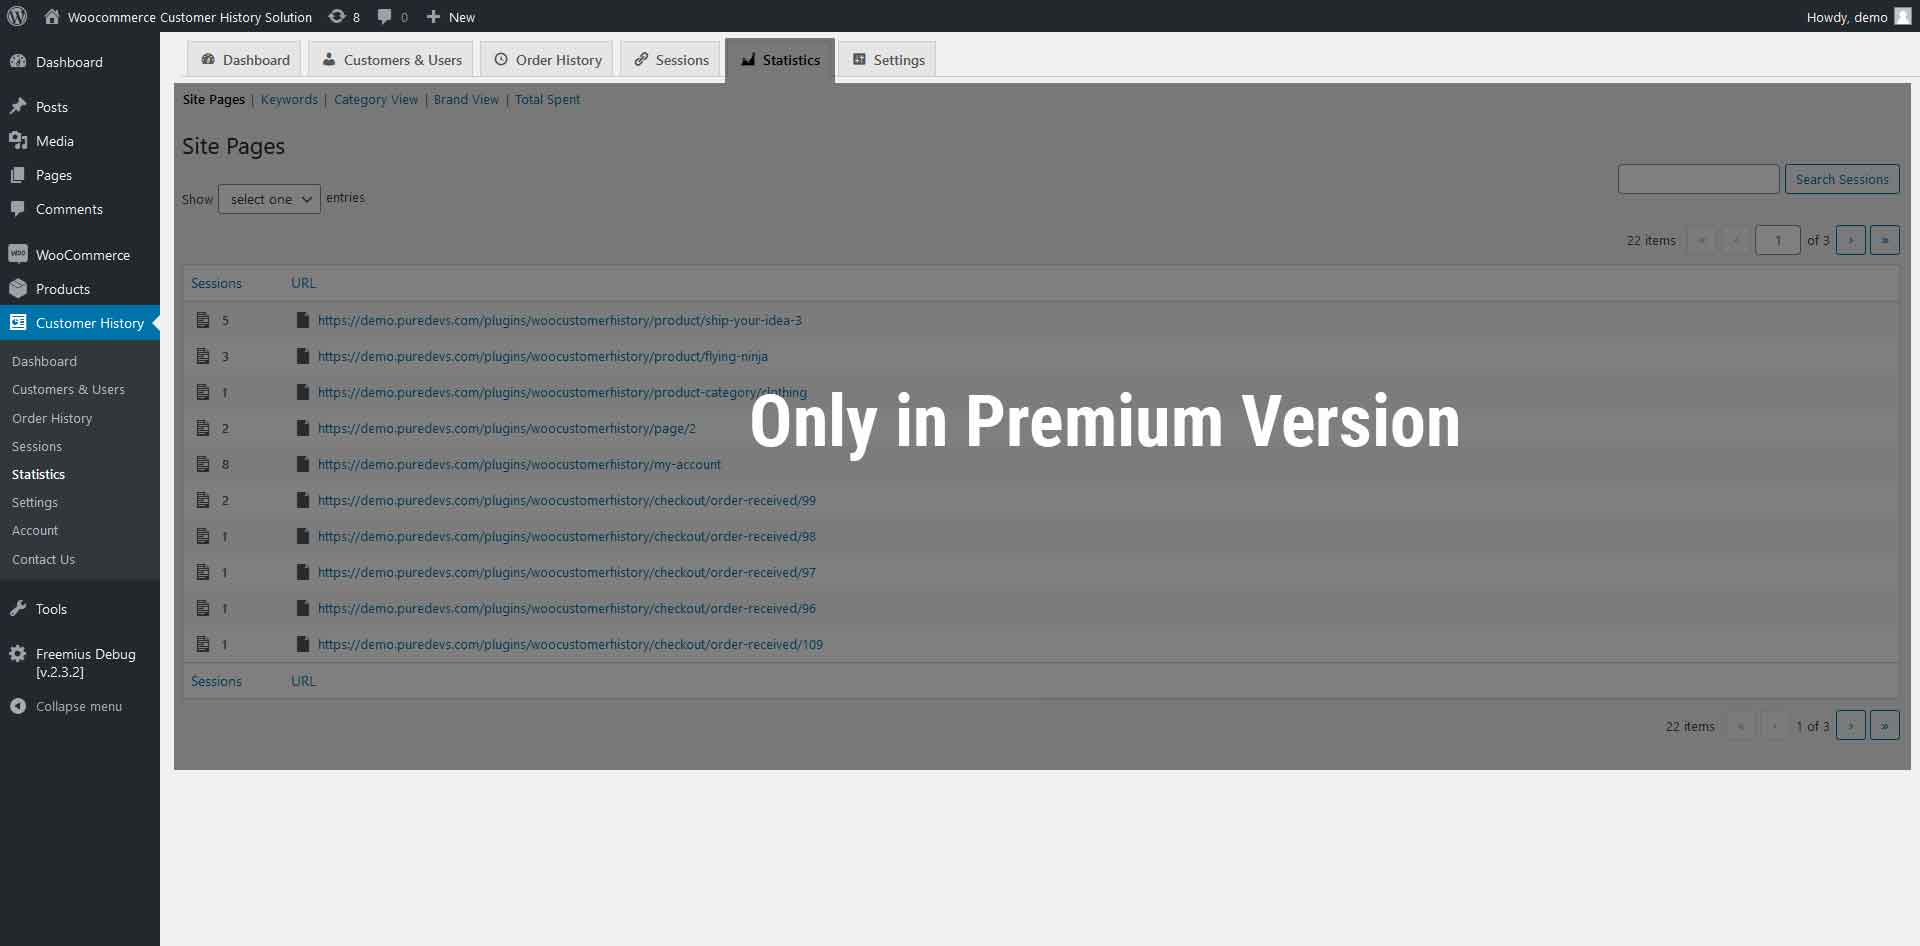 Woocommerce Customer History Solution 8 0 New Howdy, demo
Dashboard
Posts
Media
Pages
Comments
WooCommerce
Products
Customer History
Dashboard
Customers & Users
Order History
Sessions
Statistics
Settings
Account
Contact Us
Tools
Freemius Debug
[v.2.3.2]
Collapse menu
Dashboard Customers & Users Order History Sessions Statistics Settings
Site Pages | Keywords | Category View | Brand View | Total Spent
Site Pages
Search Sessions
Show select one entries
22 items « ‹ 1 of 3 › »
Sessions URL
5 https://demo.puredevs.com/plugins/woocustomerhistory/product/ship-your-idea-3
3 https://demo.puredevs.com/plugins/woocustomerhistory/product/flying-ninja
1 https://demo.puredevs.com/plugins/woocustomerhistory/product-category/clothing
Only in Premium Version
2 https://demo.puredevs.com/plugins/woocustomerhistory/page/2
8 https://demo.puredevs.com/plugins/woocustomerhistory/my-account
2 https://demo.puredevs.com/plugins/woocustomerhistory/checkout/order-received/99
1 https://demo.puredevs.com/plugins/woocustomerhistory/checkout/order-received/98
1 https://demo.puredevs.com/plugins/woocustomerhistory/checkout/order-received/97
1 https://demo.puredevs.com/plugins/woocustomerhistory/checkout/order-received/96
1 https://demo.puredevs.com/plugins/woocustomerhistory/checkout/order-received/109
Sessions URL
22 items « ‹ 1 of 3 › »